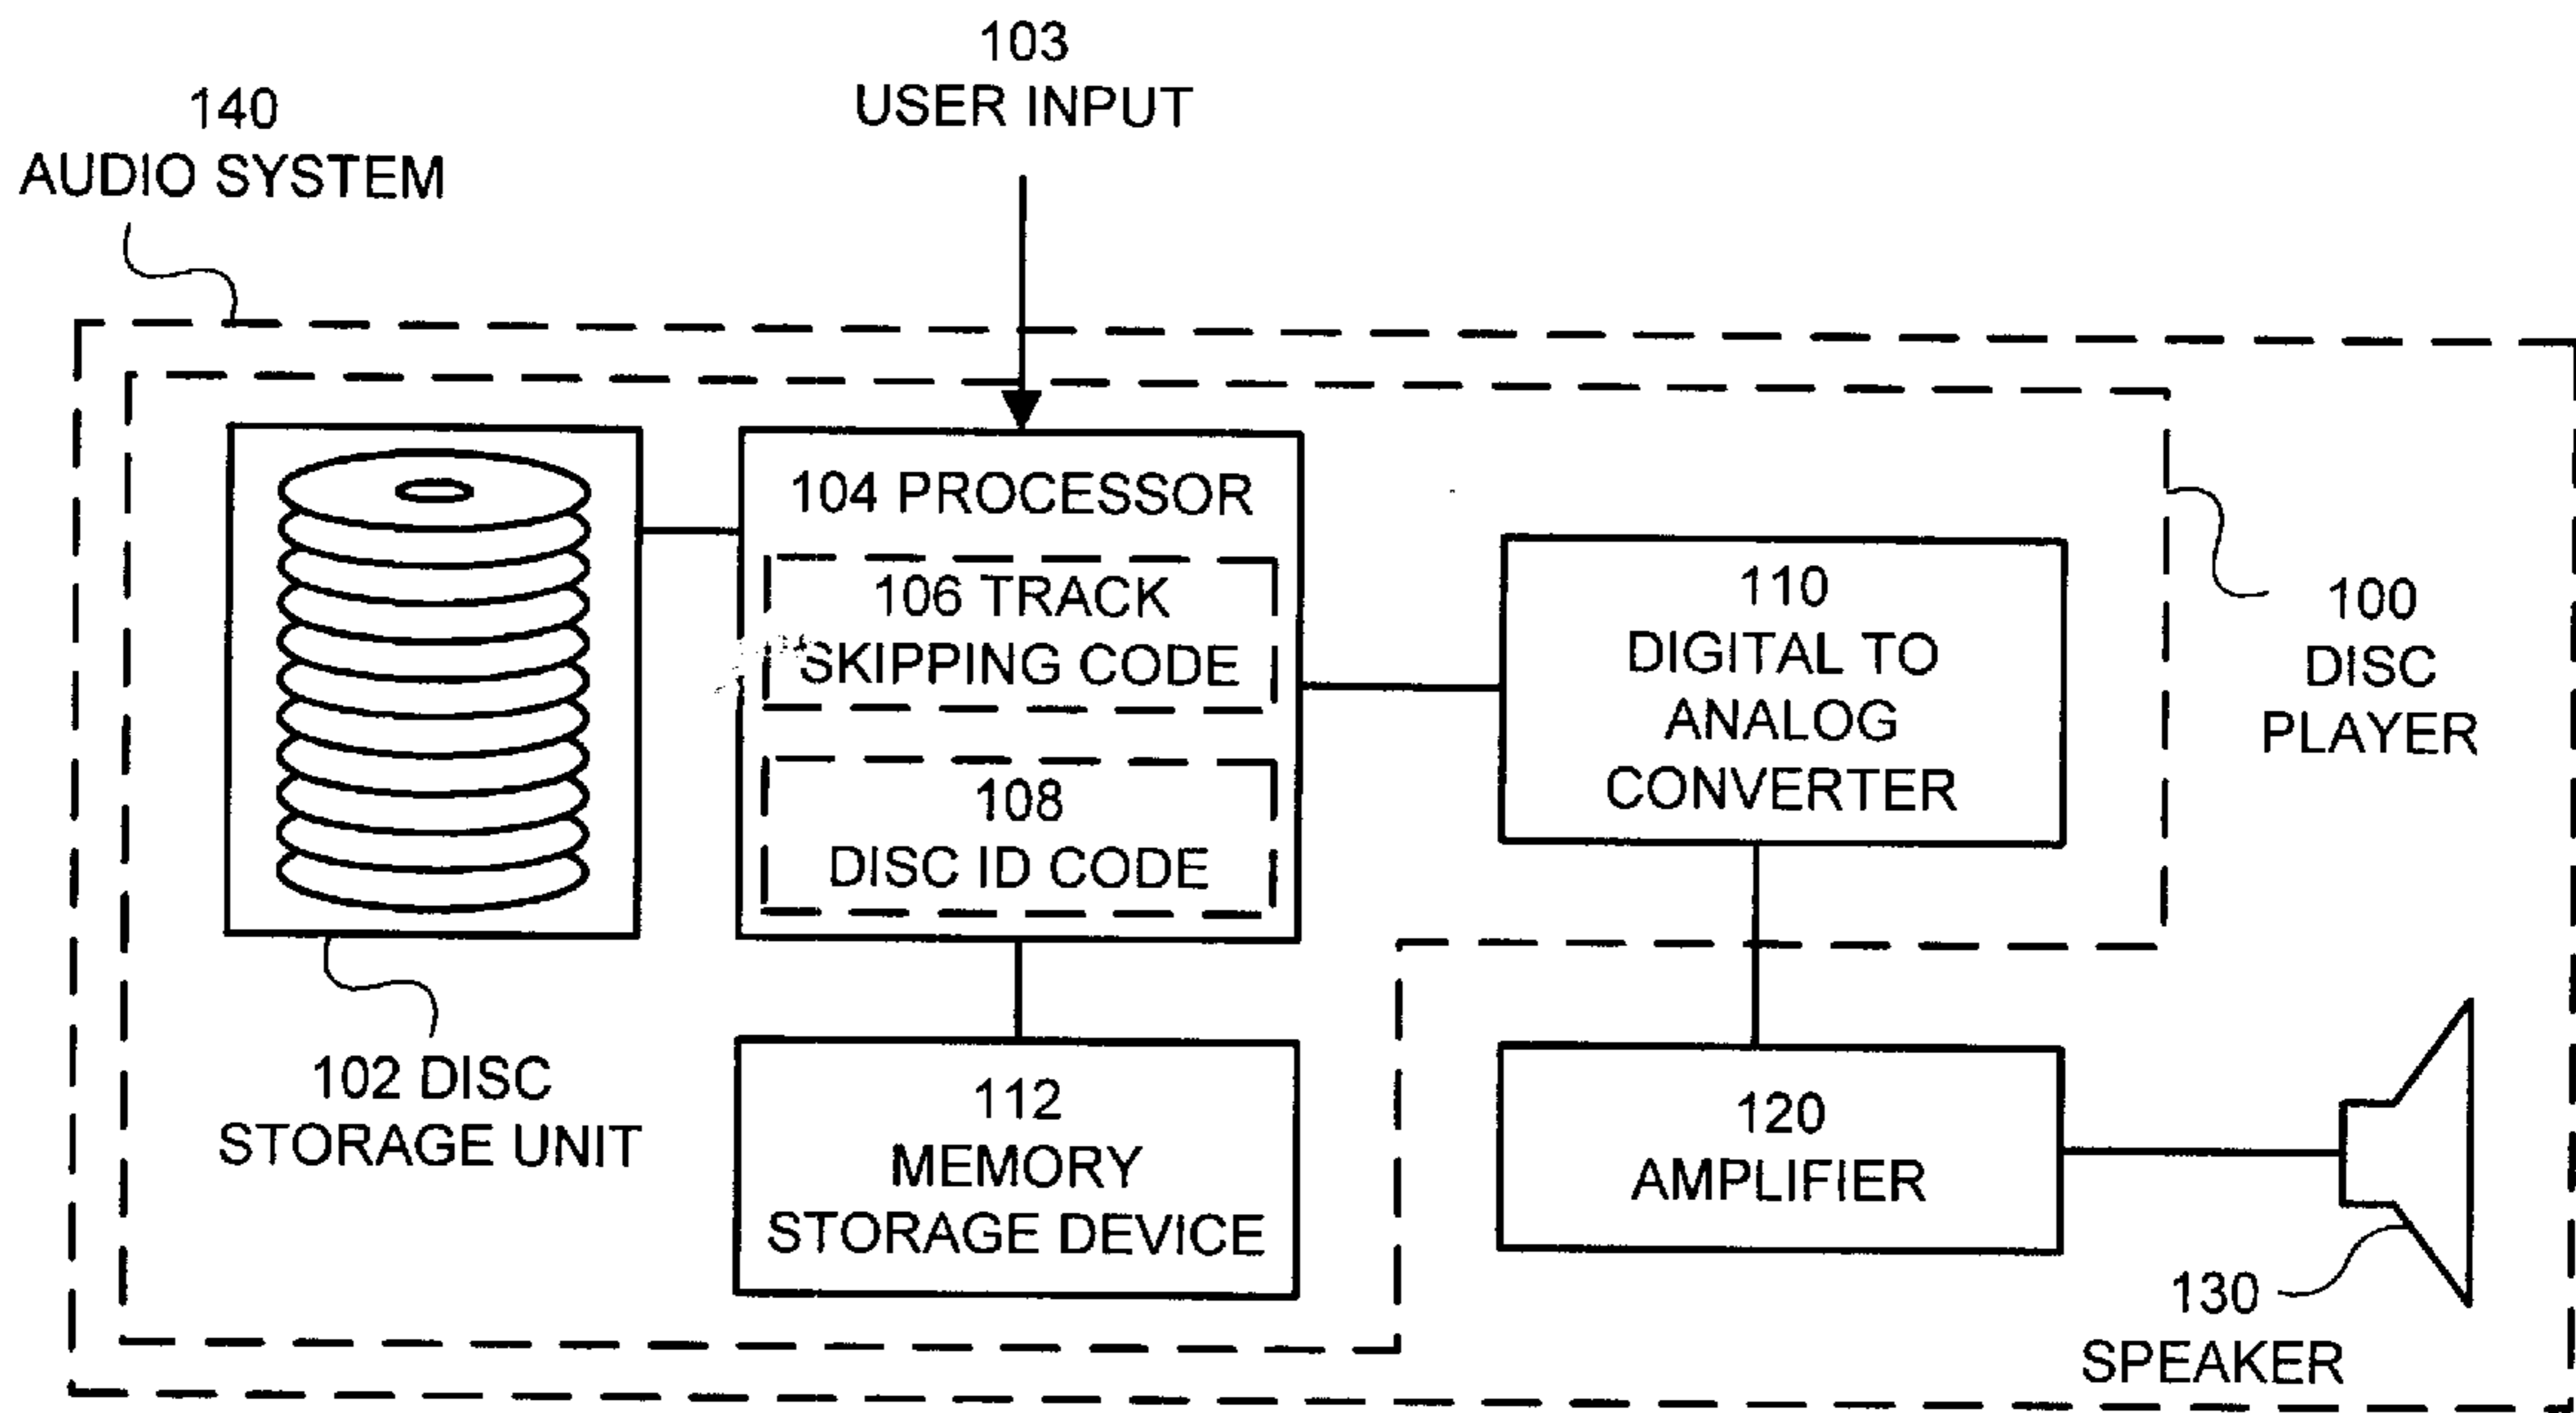 103
USER INPUT
140
AUDIO SYSTEM
104 PROCESSOR
106 TRACK
SKIPPING CODE
108
DISC ID CODE
110
DIGITAL TO
ANALOG
CONVERTER
100
DISC
PLAYER
102 DISC
STORAGE UNIT
112
MEMORY
STORAGE DEVICE
120
AMPLIFIER
130
SPEAKER